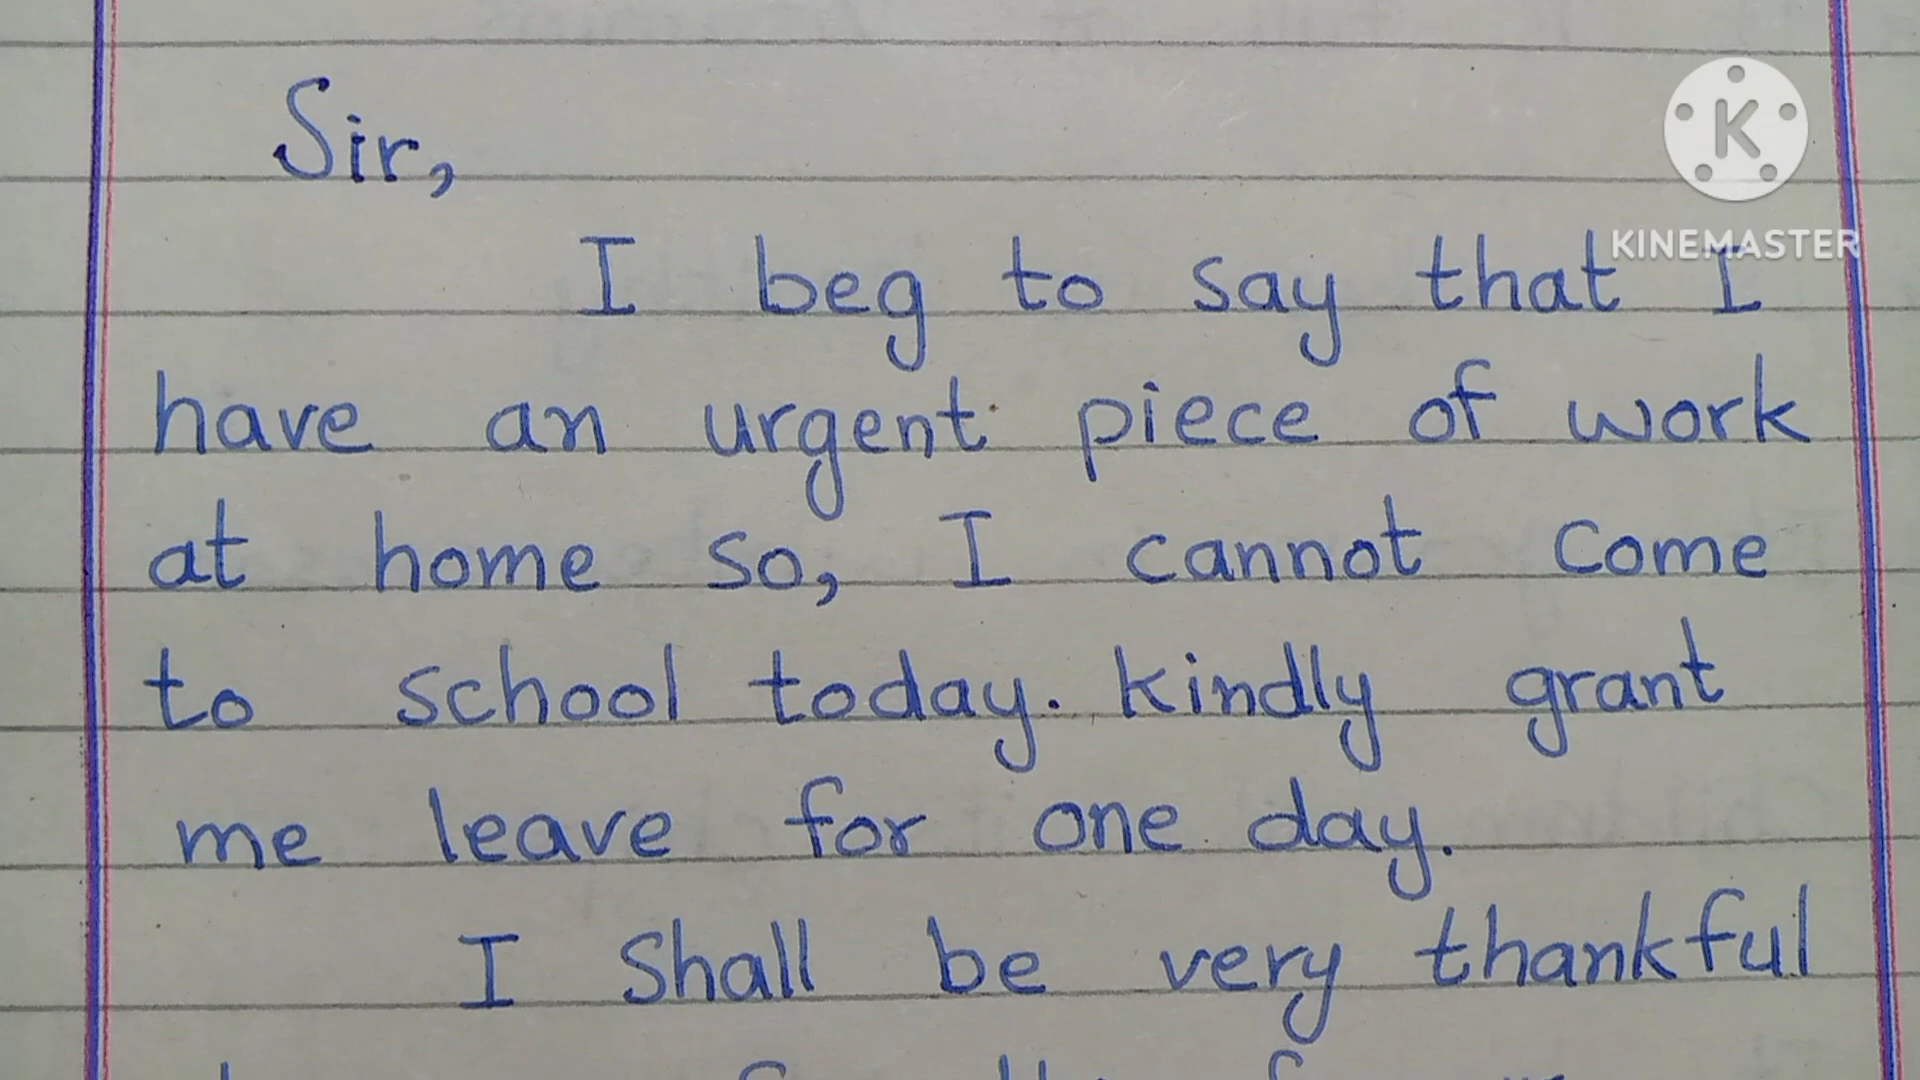 Sir,
K
KINEMASTER
I beg to say that I
have an urgent piece of work
at home so, I cannot come
to school today. kindly grant
me leave for one day.
I Shall be very thankful